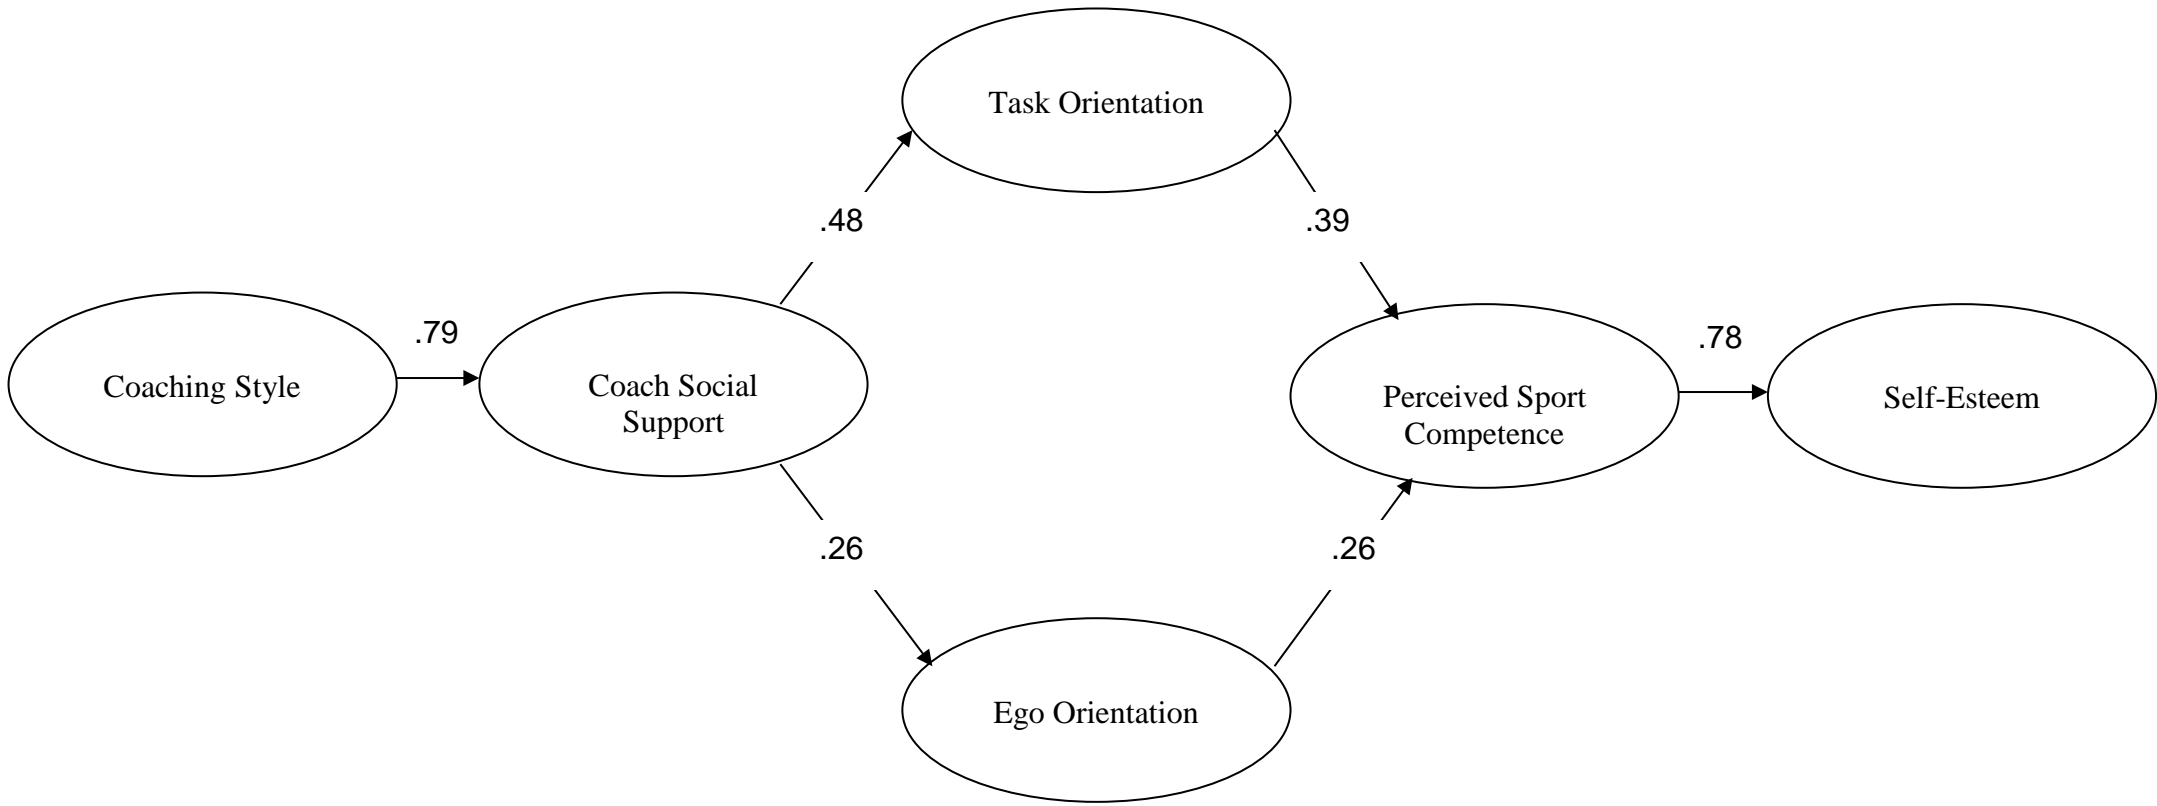 Task Orientation
.48
.39
.79
.78
Coaching Style
Coach Social
Support
Perceived Sport
Competence
Self-Esteem
.26
.26
Ego Orientation